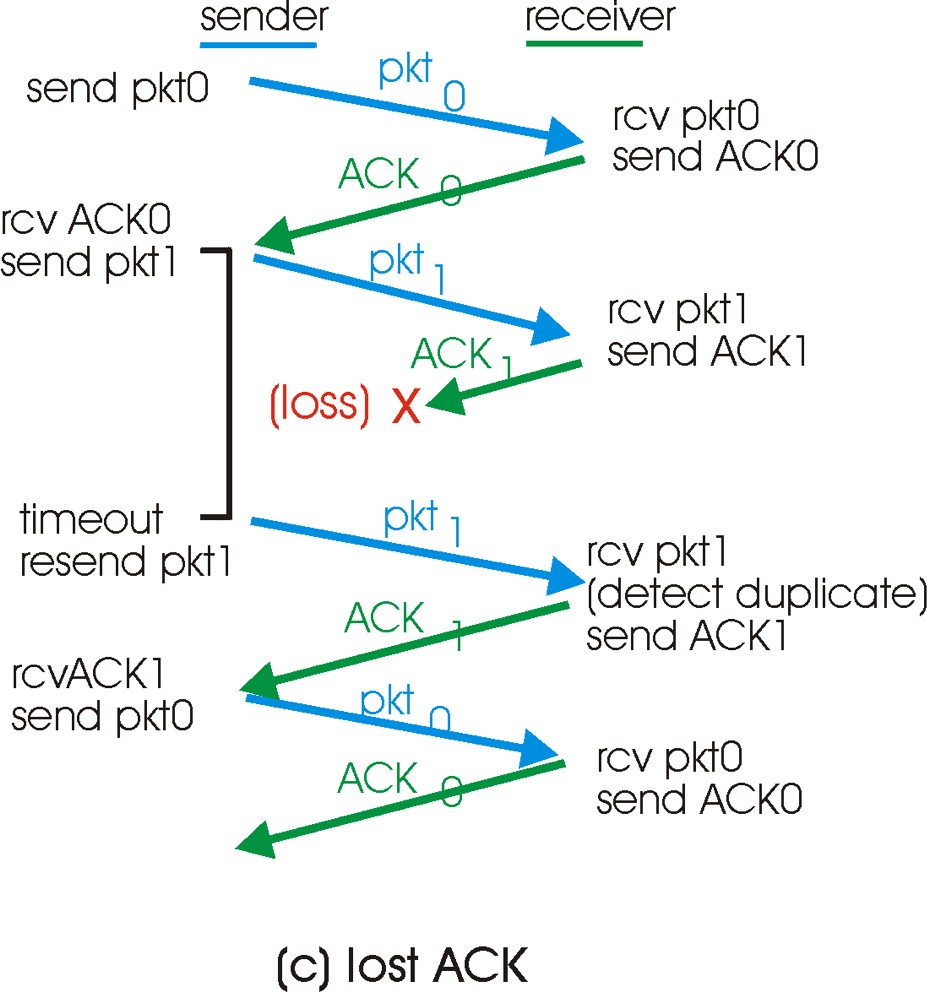 sender
receiver
send pkt0
pkt 0
rcv pkt0
send ACK0
ACK 0
rcv ACK0
send pkt1
pkt 1
rcv pkt1
send ACK1
ACK 1
(loss) X
timeout
resend pkt1
pkt 1
rcv pkt1
(detect duplicate)
send ACK1
ACK 1
rcvACK1
send pkt0
pkt 0
rcv pkt0
send ACK0
ACK 0
(c) lost ACK